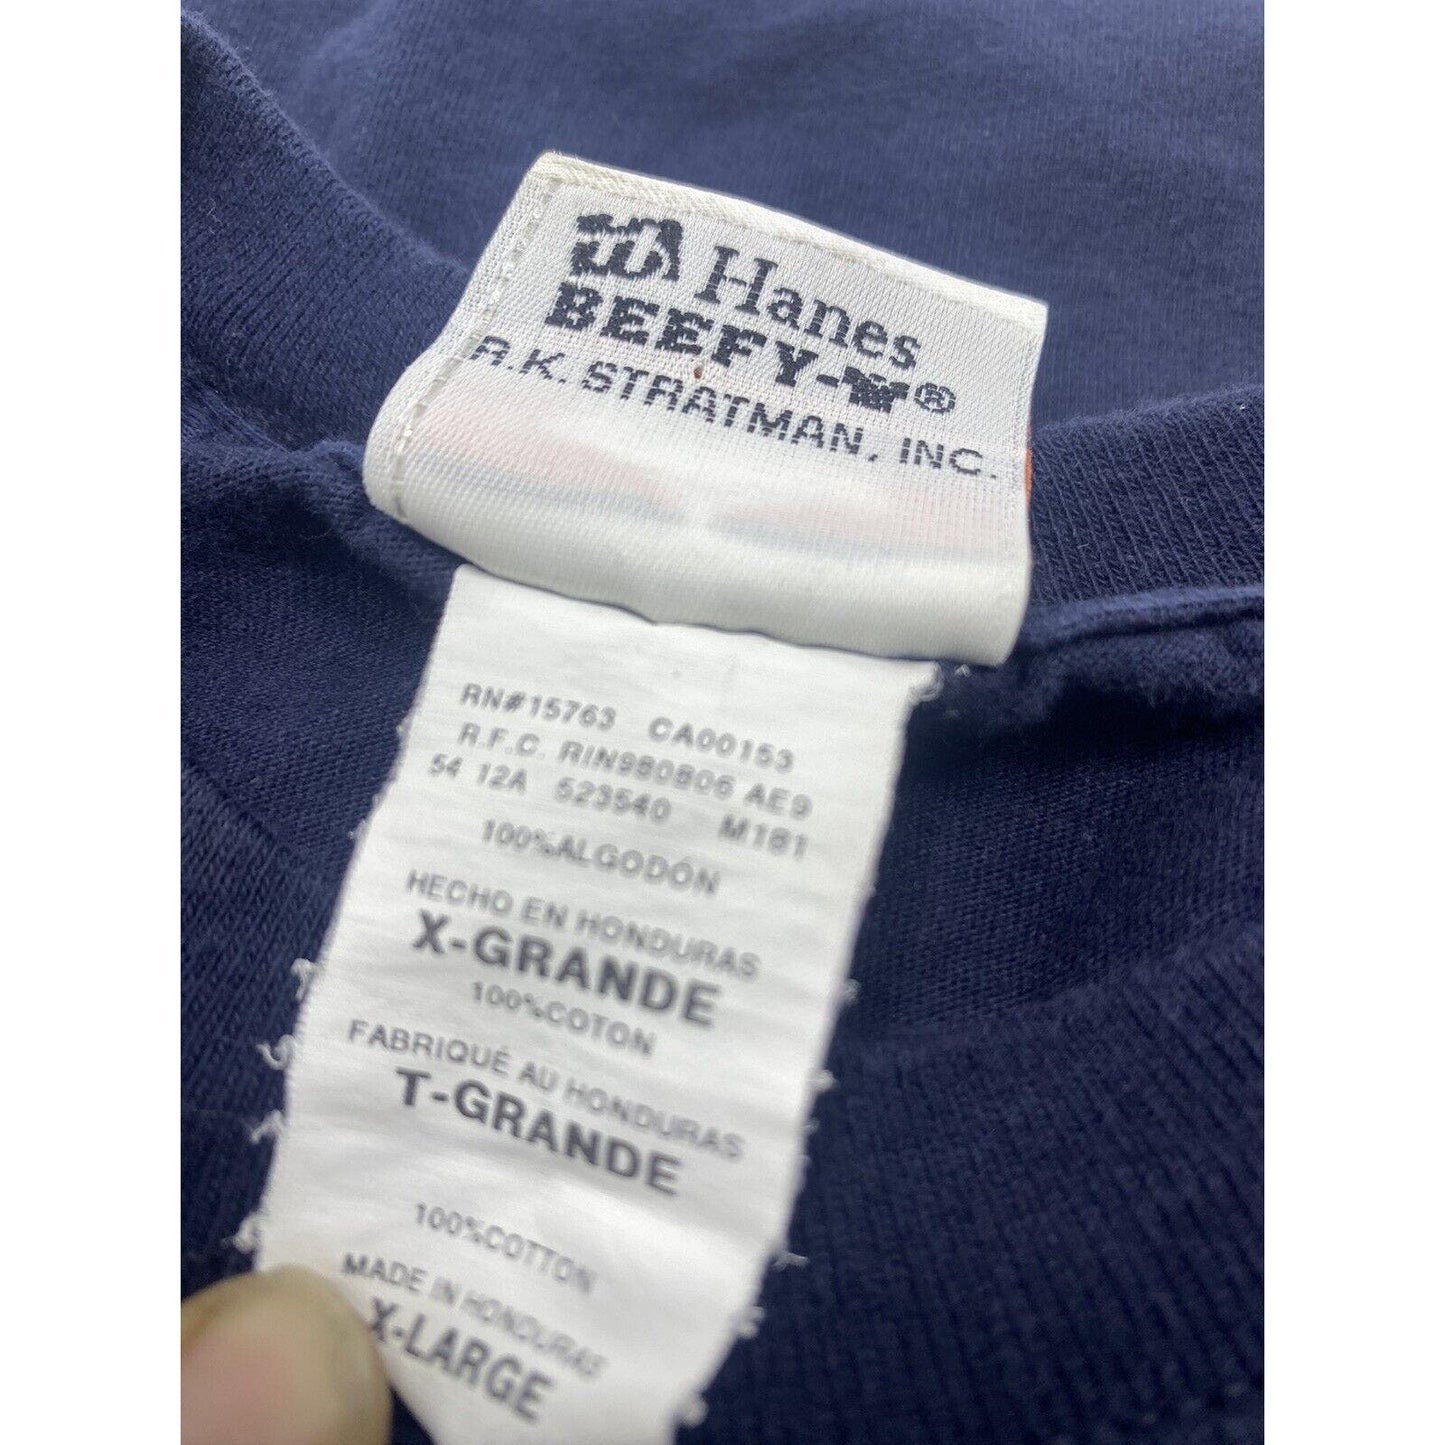 Hanes
BEEFY-T®
R.K. STRATMAN, INC.
RN#15763 CA00153
R.F.C. RIN980806 AE9
54 12A 523540 M181
100%ALGODÓN
HECHO EN HONDURAS
X-GRANDE
100%COTON
FABRIQUÉ AU HONDURAS
T-GRANDE
100%COTTON
MADE IN HONDURAS
X-LARGE